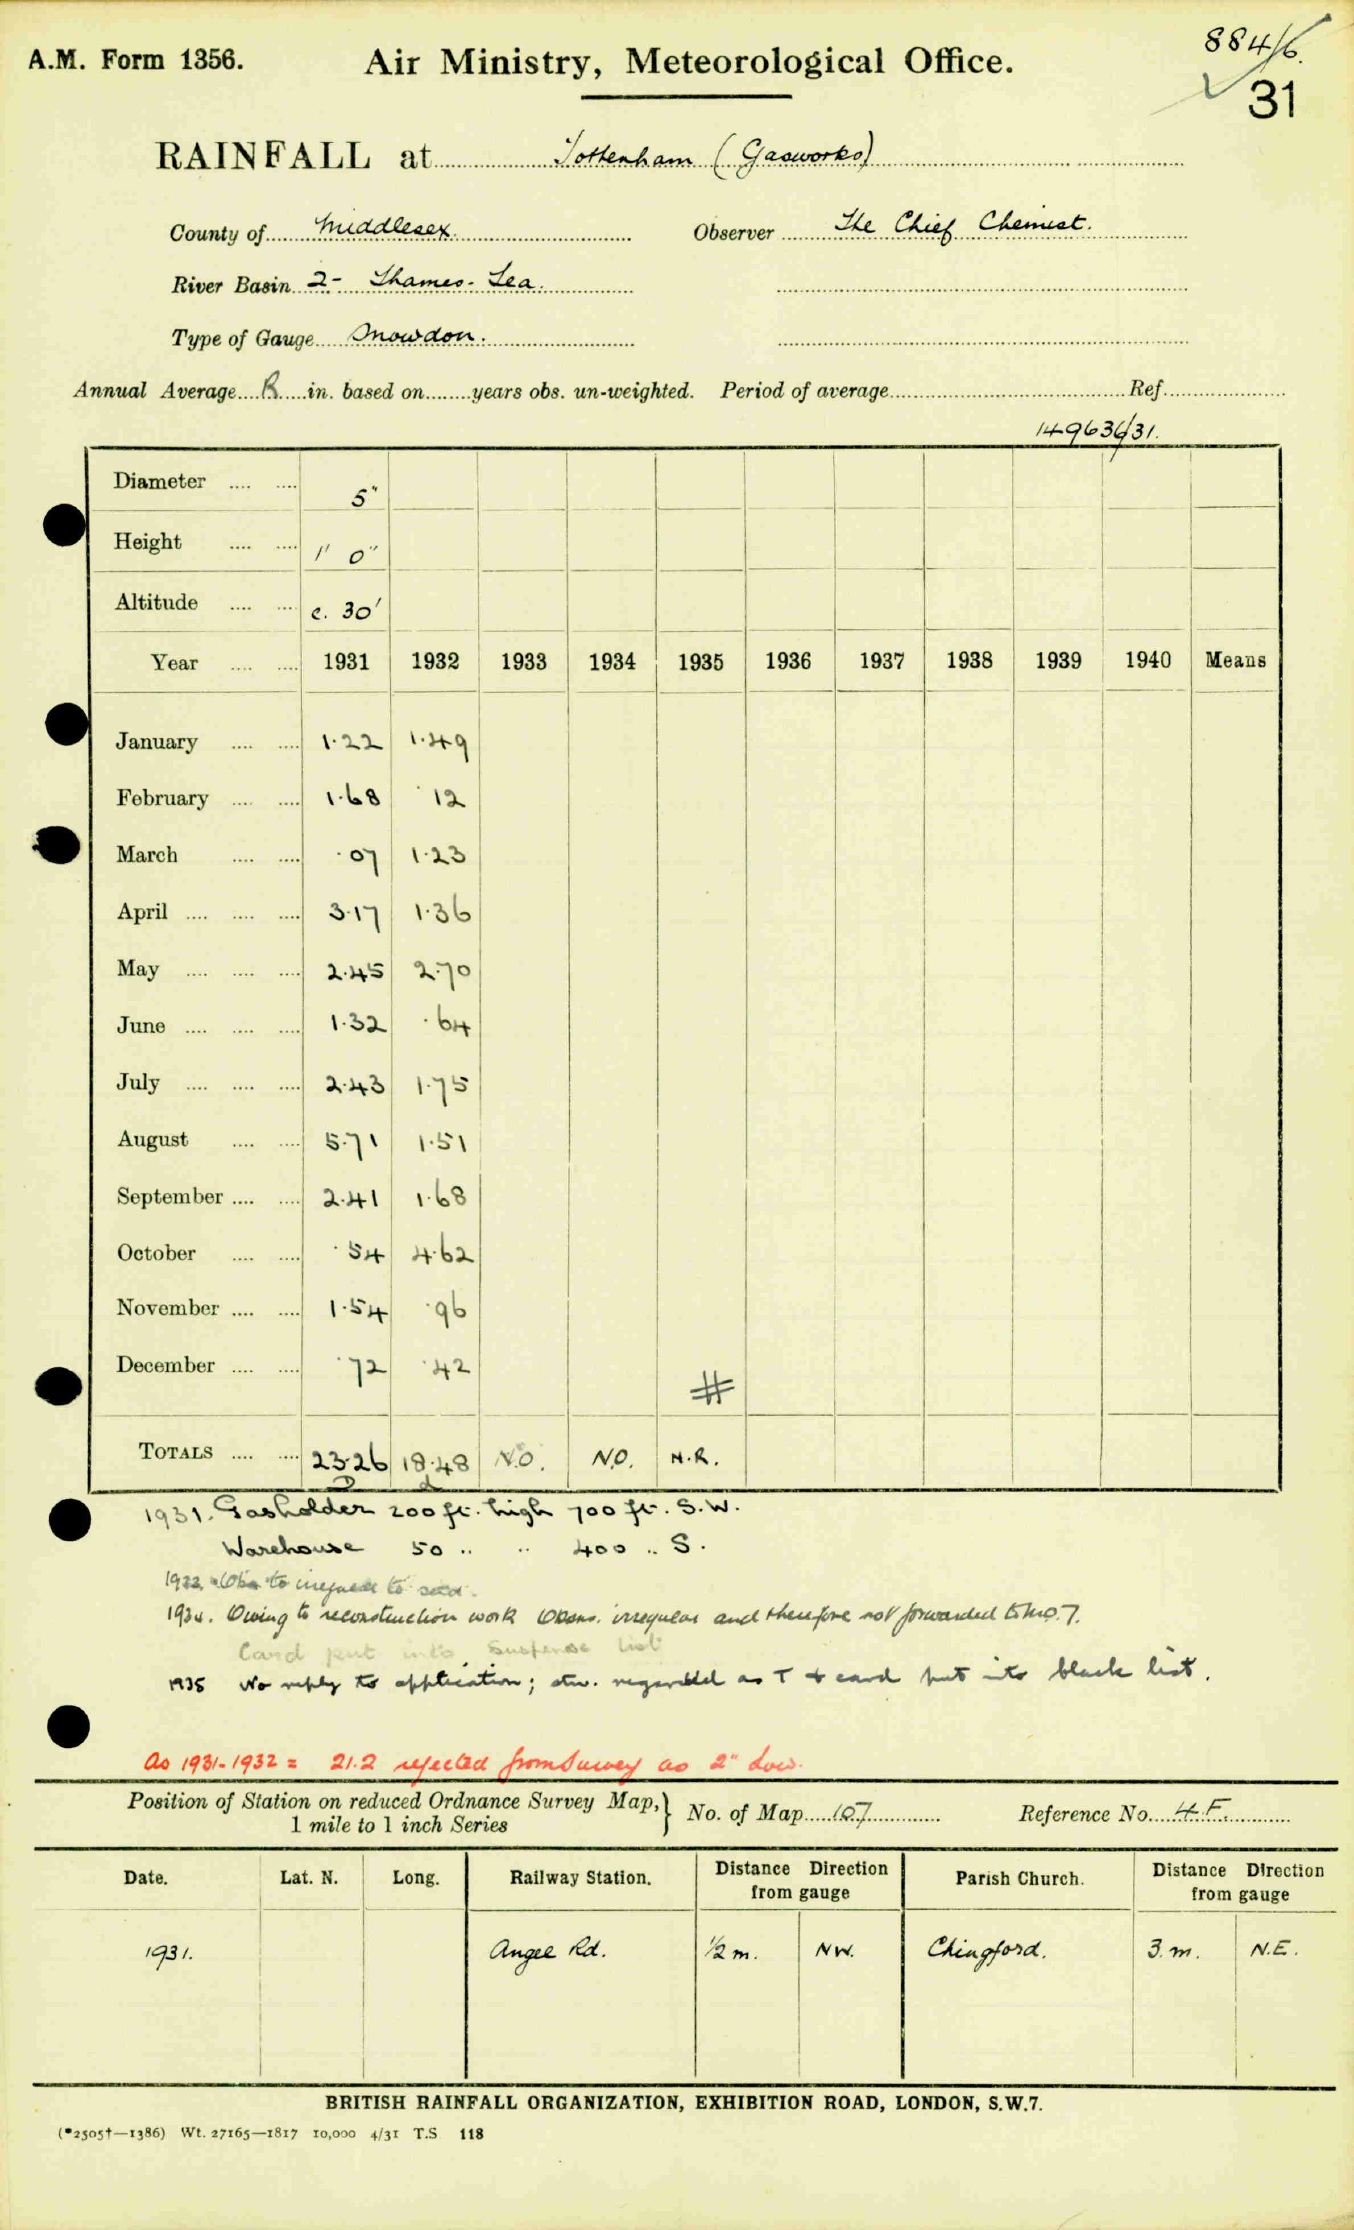 A.M. Form 1356. Air Ministry, Meteorological Office. 884/6.
31
RAINFALL at Tottenham (Gasworks)
County of Middlesex. Observer The Chief Chemist.
River Basin 2- Thames- Lea.
Type of Gauge Snowdon.
Annual Average R in. based on years obs. un-weighted. Period of average Ref.
149636/31.
Diameter 5"
Height 1' 0"
Altitude c. 30'
Year 1931 1932 1933 1934 1935 1936 1937 1938 1939 1940 Means
January 1.22 1.49
February 1.68 .12
March .07 1.23
April 3.17 1.36
May 2.45 2.70
June 1.32 .64
July 2.43 1.75
August 5.71 1.51
September 2.41 1.68
October .54 4.62
November 1.54 .96
December .72 .42
#
TOTALS 23.26 18.48 N.O. N.O. N.R.
1931. Gasholder 200 ft. high 700 ft. S.W.
Warehouse 50 " " 400 " S.
to to
1934. Owing to reconstruction work Obsns. irregular and therefore not forwarded to M.O.7.
Card put into Suspense list
1935 No reply to application; stn. regarded as T & card put into black list.
As 1931-1932 = 21.2 rejected from Survey as 2" Low.
Position of Station on reduced Ordnance Survey Map, 1 mile to 1 inch Series } No. of Map 107 Reference No. 4.F.
Date. Lat. N. Long. Railway Station. Distance Direction from gauge Parish Church. Distance Direction from gauge
1931. Angel Rd. 1/2 m. NW. Chingford. 3. m. N.E.
BRITISH RAINFALL ORGANIZATION, EXHIBITION ROAD, LONDON, S.W.7.
(*2505†—1386) Wt. 27165—1817 10,000 4/31 T.S 118